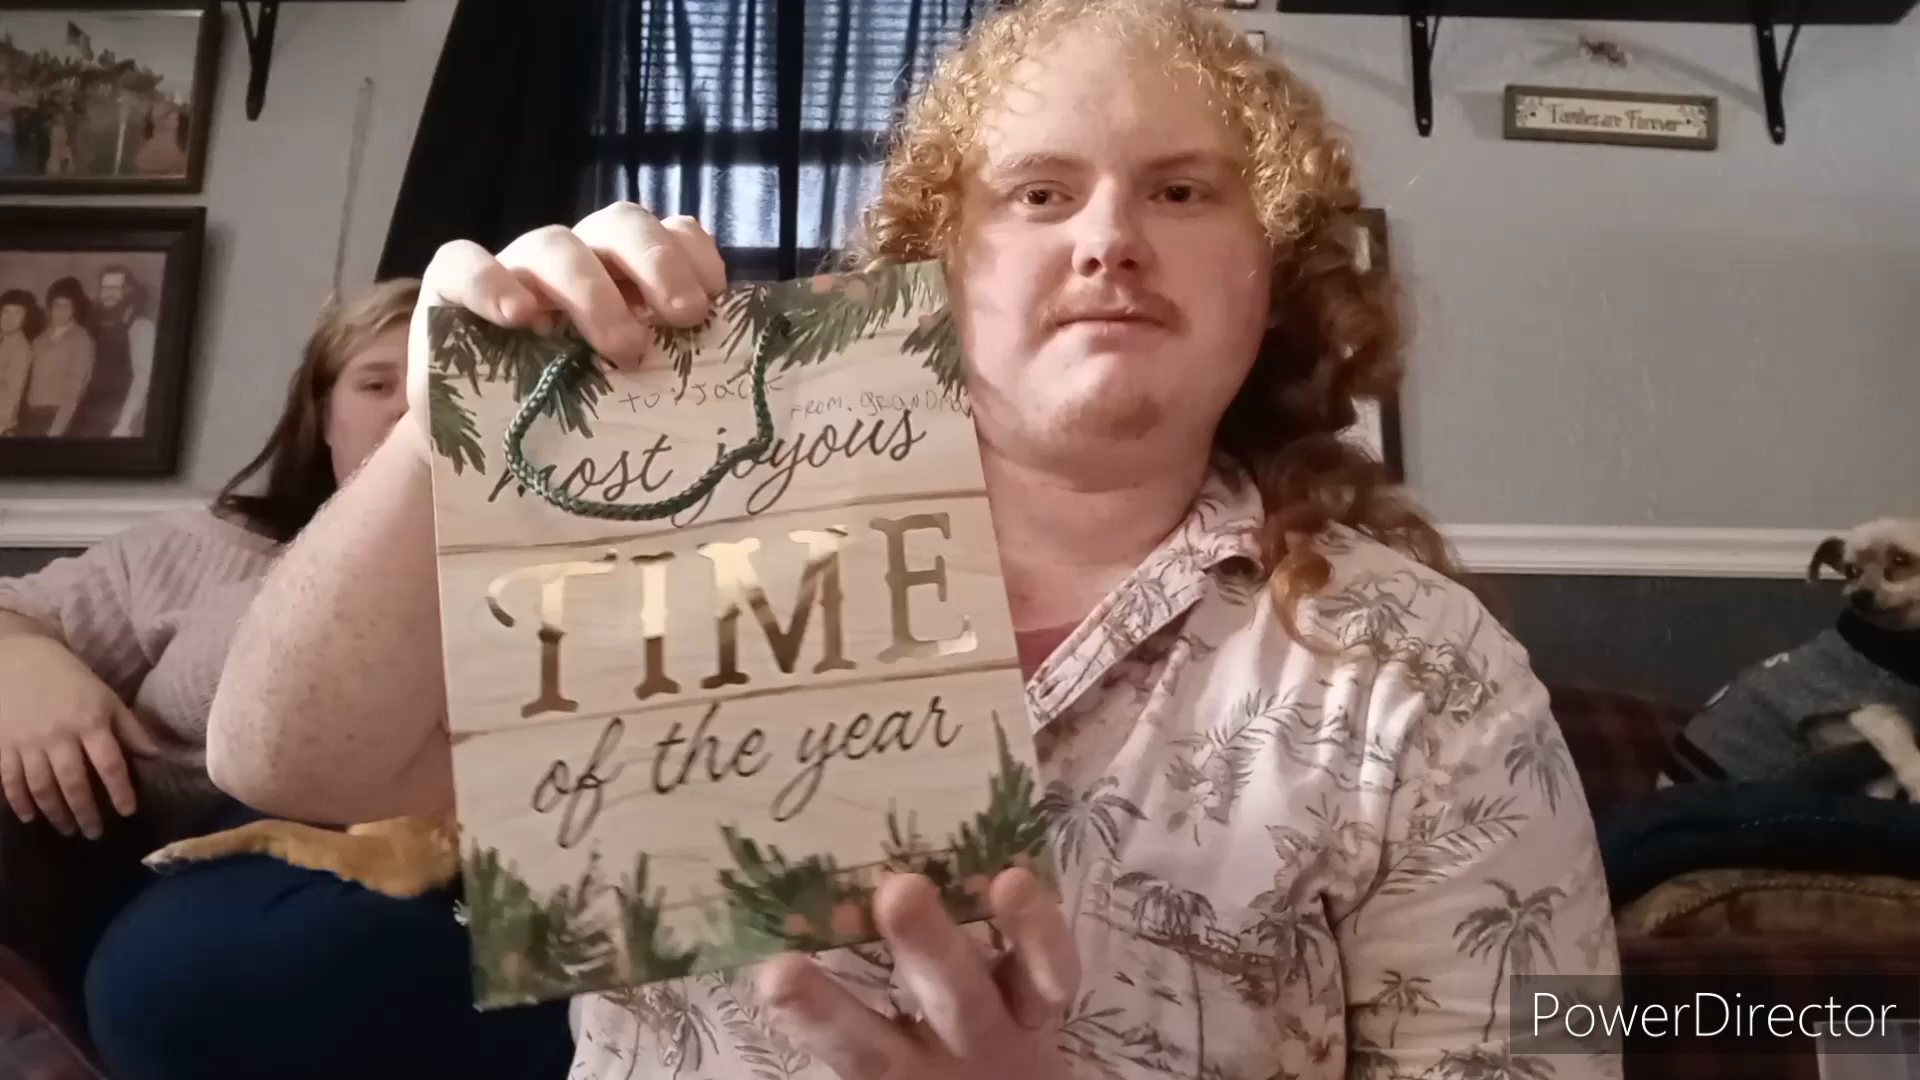 Families are Forever
to: Jack
FROM. GRANDMA
most joyous
TIME
of the year
PowerDirector